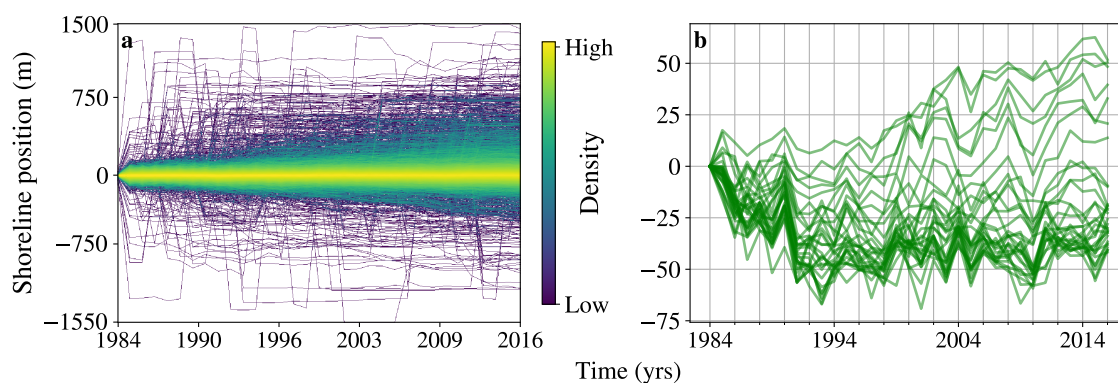 a
Shoreline position (m)
1500
750
0
−750
−1550
1984 1990 1996 2003 2009 2016
High
Density
Low
b
50
25
0
−25
−50
−75
1984 1994 2004 2014
Time (yrs)